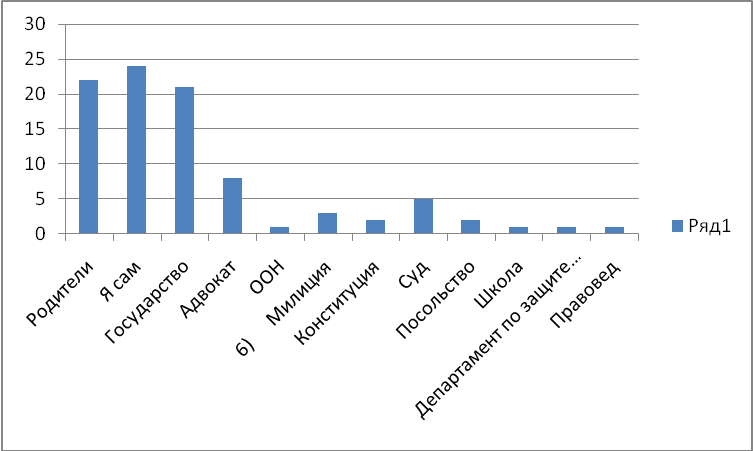 30
25
20
15
10
5
0
Родители
Я сам
Государство
Адвокат
ООН
6) Милиция
Конституция
Суд
Посольство
Школа
Департамент по защите...
Правовед
Ряд1